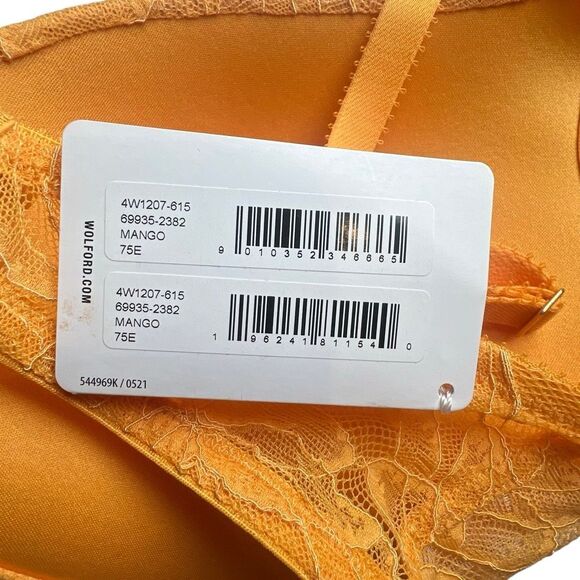 4W1207-615
69935-2382
MANGO
75E
9 010352 346665
4W1207-615
69935-2382
MANGO
75E
1 96241 81154 0
WOLFORD.COM
544969K / 0521